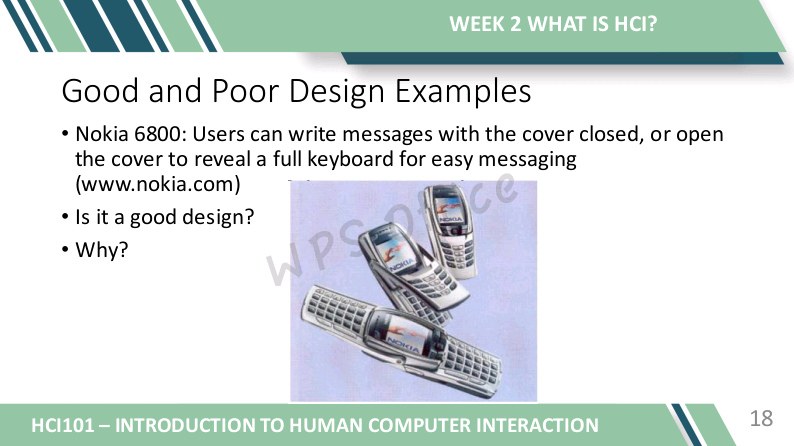 WEEK 2 WHAT IS HCI?
Good and Poor Design Examples
• Nokia 6800: Users can write messages with the cover closed, or open
the cover to reveal a full keyboard for easy messaging
(www.nokia.com)
• Is it a good design?
• Why?
WPS Office
NOKIA
NOKIA
NOKIA
HCI101 – INTRODUCTION TO HUMAN COMPUTER INTERACTION
18